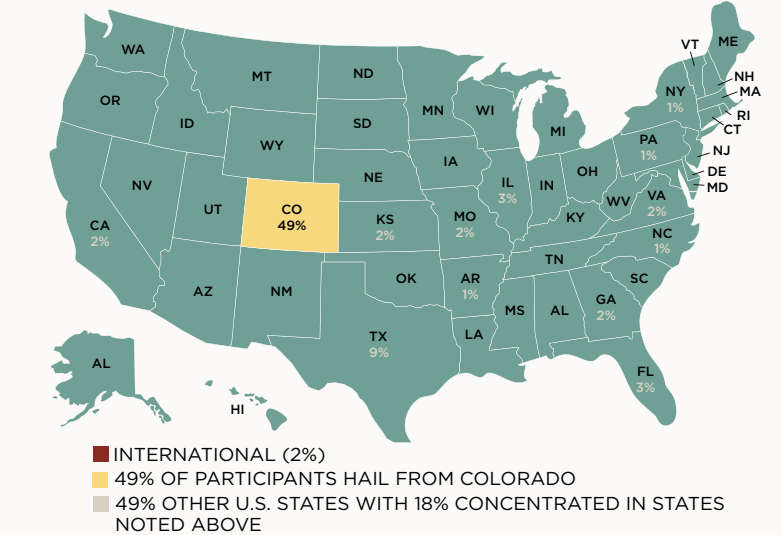 WA
MT
ND
MN
VT
ME
NH
MA
RI
CT
OR
ID
SD
WI
MI
NY
1%
WY
IA
PA
1%
NJ
DE
MD
NV
UT
NE
IL
3%
IN
OH
WV
VA
2%
CA
2%
CO
49%
KS
2%
MO
2%
KY
NC
1%
TN
AZ
NM
OK
AR
1%
SC
MS
AL
GA
2%
TX
9%
LA
FL
3%
AL
HI
INTERNATIONAL (2%)
49% OF PARTICIPANTS HAIL FROM COLORADO
49% OTHER U.S. STATES WITH 18% CONCENTRATED IN STATES
NOTED ABOVE